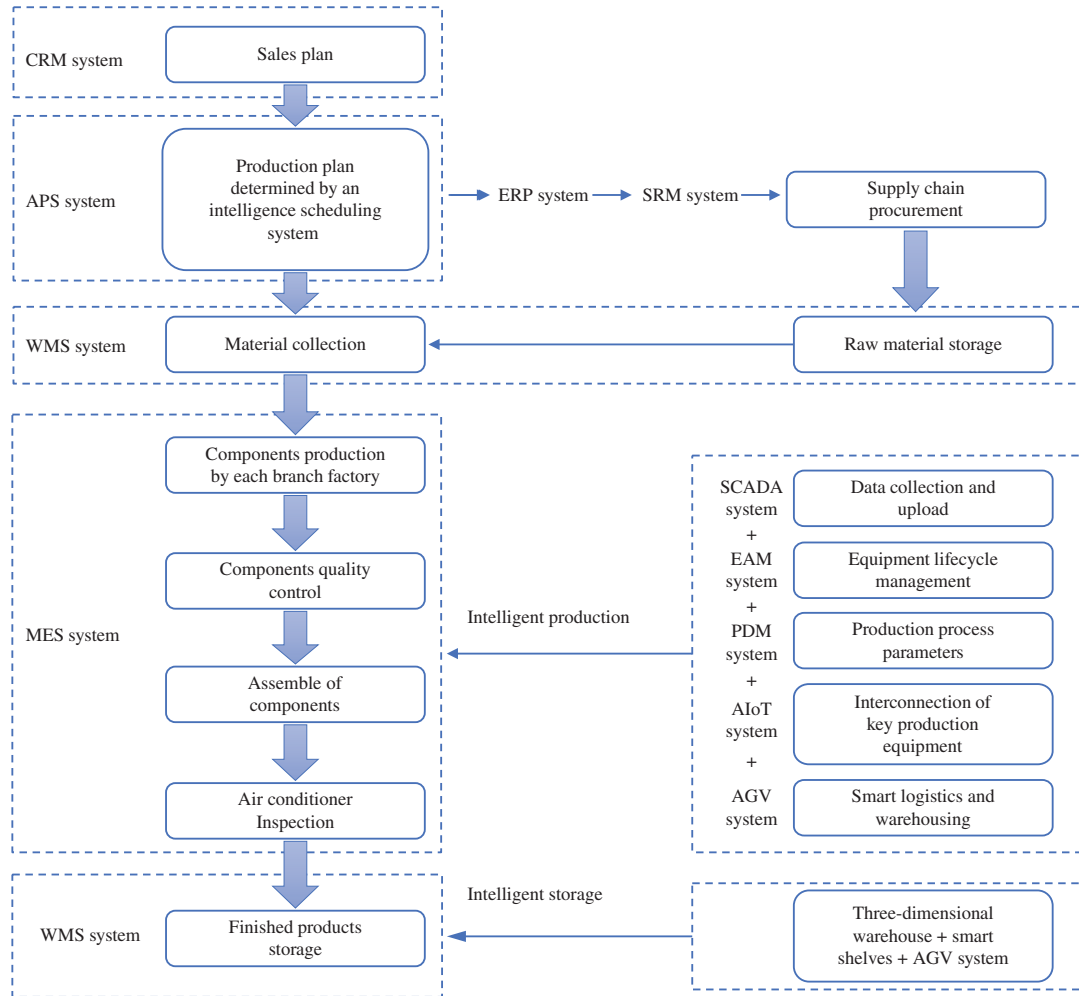 CRM system
Sales plan
APS system
Production plan
determined by an
intelligence scheduling
system
ERP system
SRM system
Supply chain
procurement
WMS system
Material collection
Raw material storage
MES system
Components production
by each branch factory
Components quality
control
Assemble of
components
Air conditioner
Inspection
Intelligent production
SCADA
system
Data collection and
upload
+
EAM
system
Equipment lifecycle
management
+
PDM
system
Production process
parameters
+
AIoT
system
Interconnection of
key production
equipment
+
AGV
system
Smart logistics and
warehousing
WMS system
Finished products
storage
Intelligent storage
Three-dimensional
warehouse + smart
shelves + AGV system